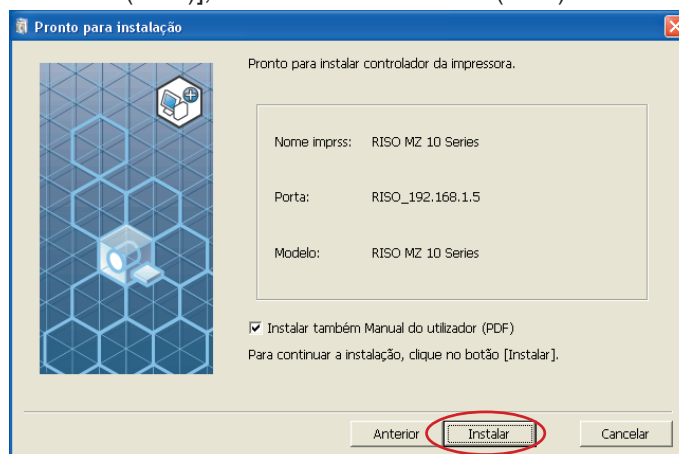 Pronto para instalação
Pronto para instalar controlador da impressora.
Nome imprss: RISO MZ 10 Series
Porta: RISO_192.168.1.5
Modelo: RISO MZ 10 Series
Instalar também Manual do utilizador (PDF)
Para continuar a instalação, clique no botão [Instalar].
Anterior Instalar Cancelar